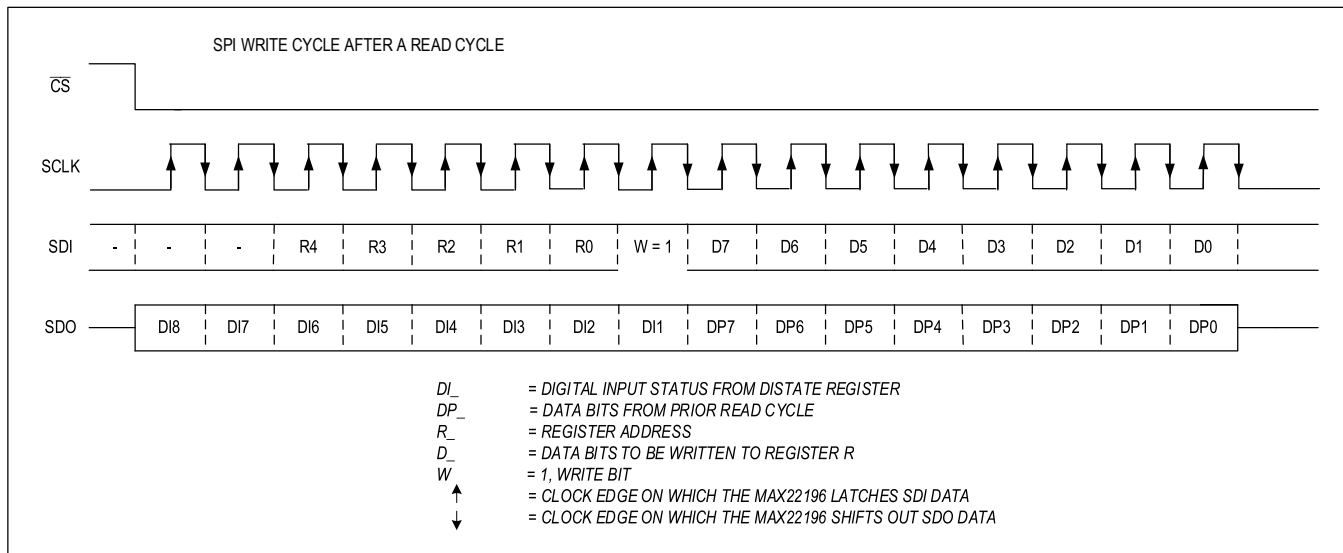 SPI WRITE CYCLE AFTER A READ CYCLE
CS
SCLK
SDI - - - R4 R3 R2 R1 R0 W = 1 D7 D6 D5 D4 D3 D2 D1 D0
SDO DI8 DI7 DI6 DI5 DI4 DI3 DI2 DI1 DP7 DP6 DP5 DP4 DP3 DP2 DP1 DP0
DI_ = DIGITAL INPUT STATUS FROM DISTATE REGISTER
DP_ = DATA BITS FROM PRIOR READ CYCLE
R_ = REGISTER ADDRESS
D_ = DATA BITS TO BE WRITTEN TO REGISTER R
W = 1, WRITE BIT
↑ = CLOCK EDGE ON WHICH THE MAX22196 LATCHES SDI DATA
↓ = CLOCK EDGE ON WHICH THE MAX22196 SHIFTS OUT SDO DATA